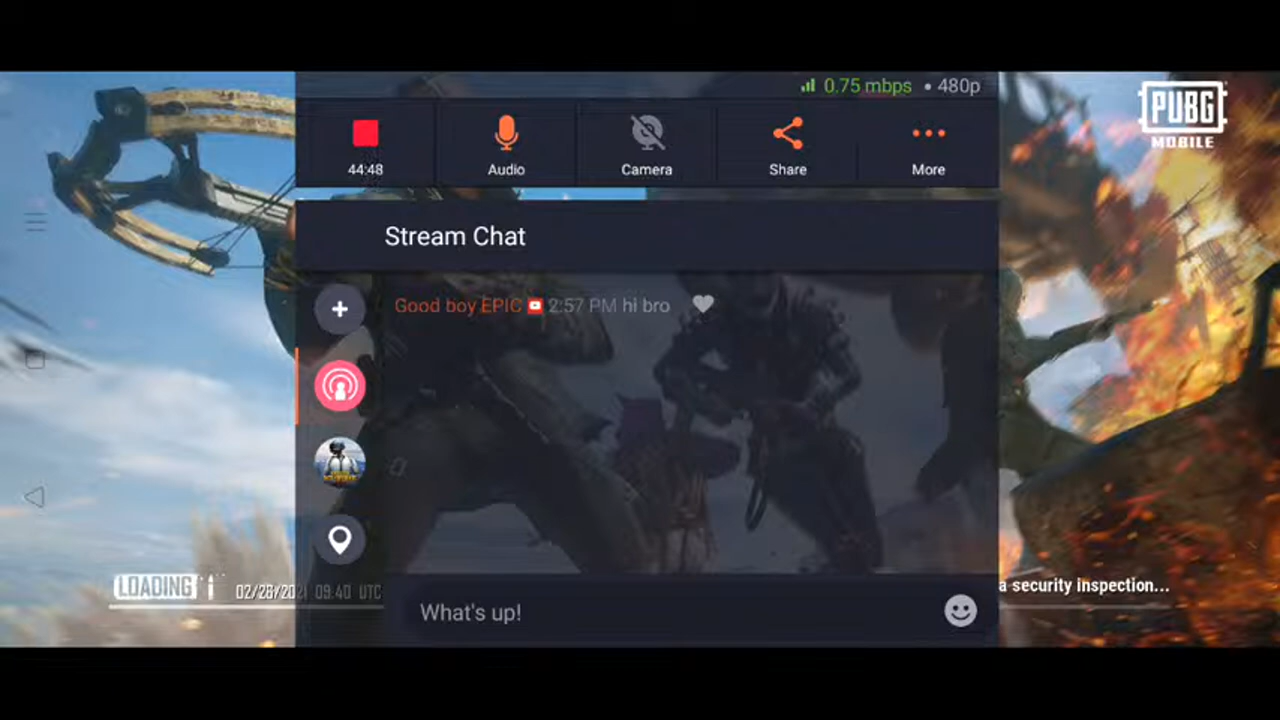 0.75 mbps • 480p
PUBG
MOBILE
44:48
Audio
Camera
Share
More
Stream Chat
Good boy EPIC 2:57 PM hi bro
LOADING
02/28/2021 09:40 UTC
a security inspection...
What's up!